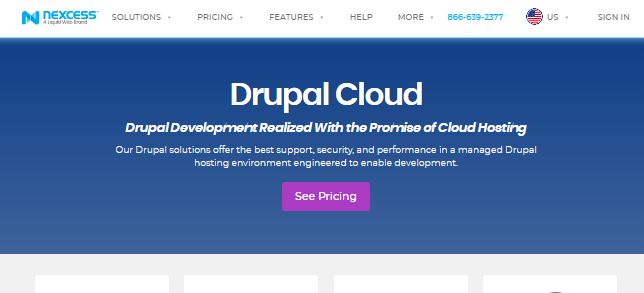 NEXCESS
A Liquid Web Brand
SOLUTIONS
PRICING
FEATURES
HELP
MORE
866-639-2377
US
SIGN IN
Drupal Cloud
Drupal Development Realized With the Promise of Cloud Hosting
Our Drupal solutions offer the best support, security, and performance in a managed Drupal
hosting environment engineered to enable development.
See Pricing